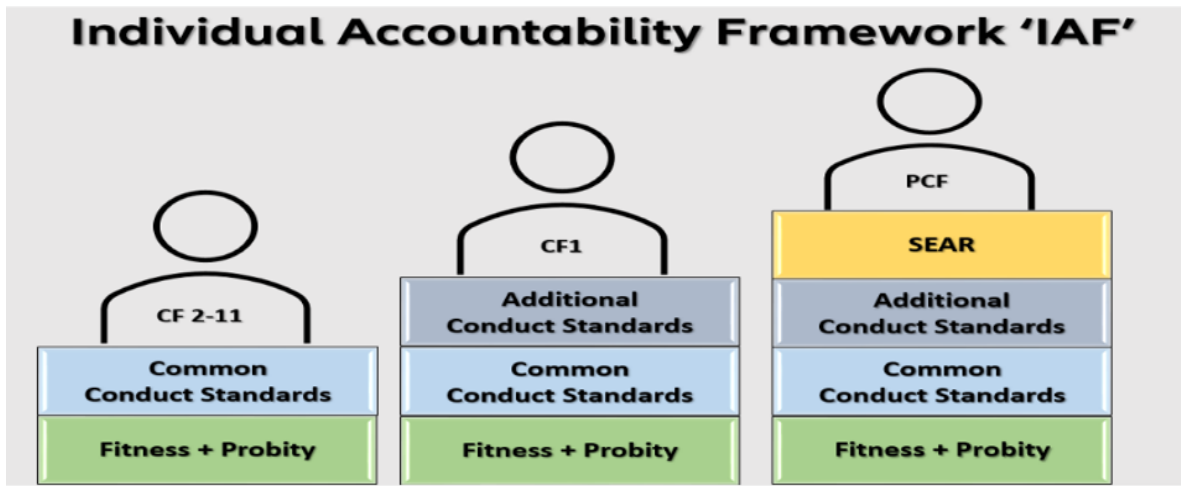 Individual Accountability Framework ‘IAF’
CF 2-11
Common
Conduct Standards
Fitness + Probity
CF1
Additional
Conduct Standards
Common
Conduct Standards
Fitness + Probity
PCF
SEAR
Additional
Conduct Standards
Common
Conduct Standards
Fitness + Probity